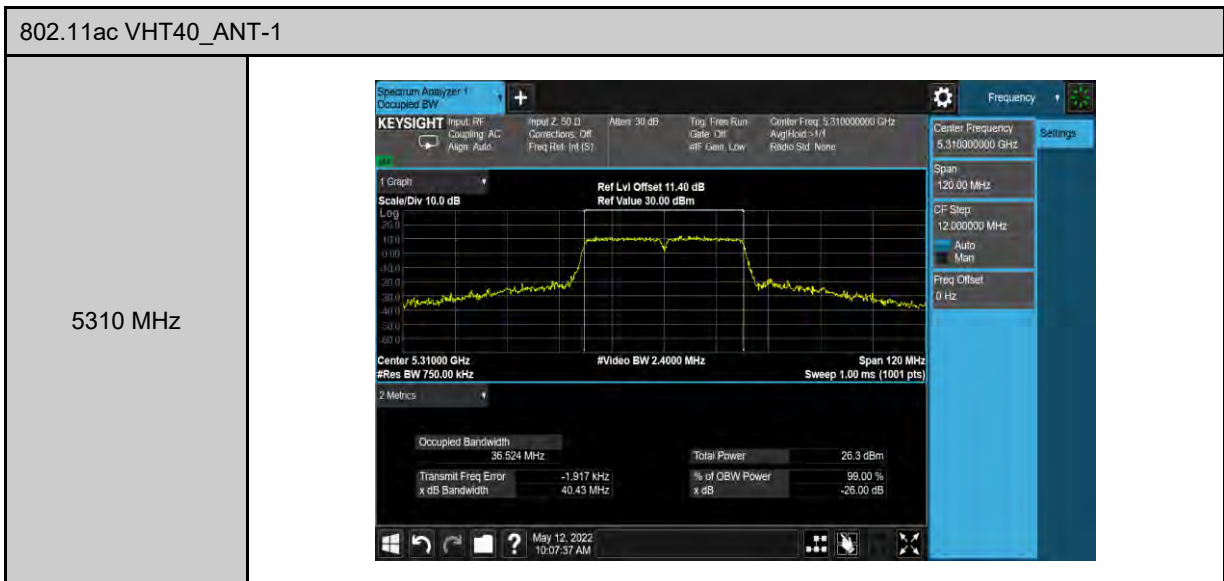 802.11ac VHT40_ANT-1
5310 MHz
Spectrum Analyzer 1
Occupied BW
+
Frequency
KEYSIGHT
Input: RF
Coupling: AC
Align: Auto
Input Z: 50 Ω
Corrections: Off
Freq Ref: Int (S)
Atten: 30 dB
Trig: Free Run
Gate: Off
#IF Gain: Low
Center Freq: 5.310000000 GHz
Avg|Hold:>1/1
Radio Std: None
Center Frequency
5.310000000 GHz
Settings
Span
120.00 MHz
CF Step
12.000000 MHz
Auto
Man
Freq Offset
0 Hz
1 Graph
Scale/Div 10.0 dB
Ref Lvl Offset 11.40 dB
Ref Value 30.00 dBm
Log
20.0
10.0
0.00
-10.0
-20.0
-30.0
-40.0
-50.0
-60.0
Center 5.31000 GHz
#Video BW 2.4000 MHz
Span 120 MHz
#Res BW 750.00 kHz
Sweep 1.00 ms (1001 pts)
2 Metrics
Occupied Bandwidth
36.524 MHz
Total Power 26.3 dBm
Transmit Freq Error -1.917 kHz
% of OBW Power 99.00 %
x dB Bandwidth 40.43 MHz
x dB -26.00 dB
?
May 12, 2022
10:07:37 AM